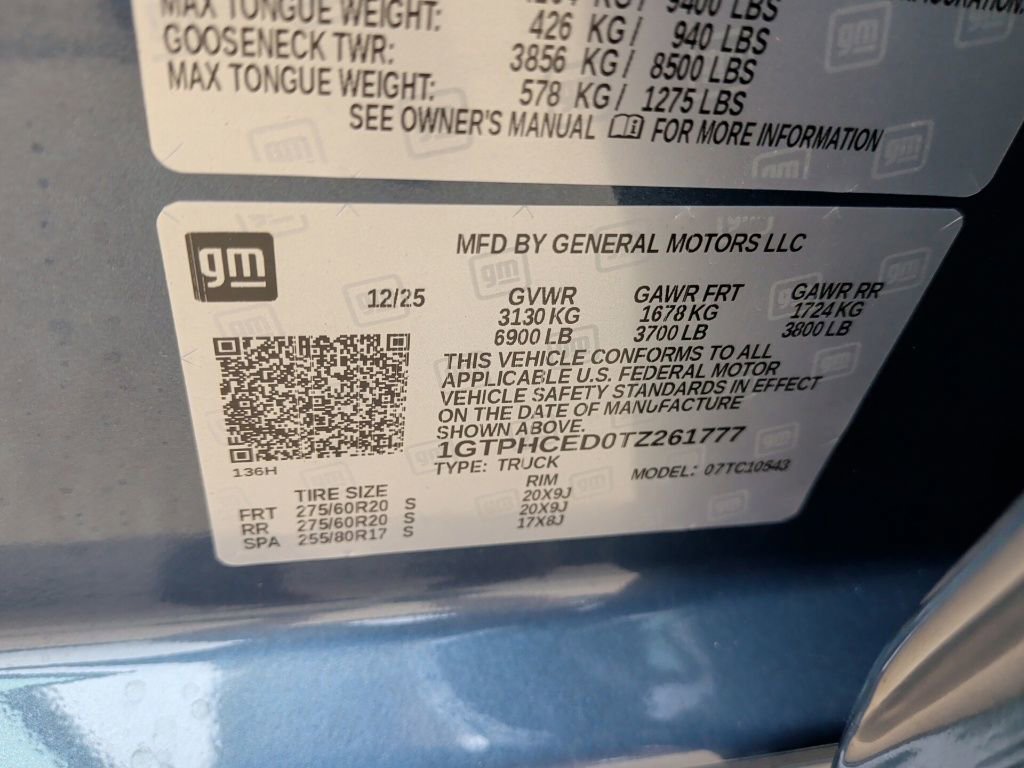 MAX TONGUE WEIGHT: 426 KG / 940 LBS
GOOSENECK TWR: 3856 KG / 8500 LBS
MAX TONGUE WEIGHT: 578 KG / 1275 LBS
SEE OWNER'S MANUAL FOR MORE INFORMATION
gm
MFD BY GENERAL MOTORS LLC
12/25
GVWR GAWR FRT GAWR RR
3130 KG 1678 KG 1724 KG
6900 LB 3700 LB 3800 LB
THIS VEHICLE CONFORMS TO ALL
APPLICABLE U.S. FEDERAL MOTOR
VEHICLE SAFETY STANDARDS IN EFFECT
ON THE DATE OF MANUFACTURE
SHOWN ABOVE.
1GTPHCED0TZ261777
TYPE: TRUCK MODEL: 07TC10543
136H
TIRE SIZE RIM
FRT 275/60R20 S 20X9J
RR 275/60R20 S 20X9J
SPA 255/80R17 S 17X8J